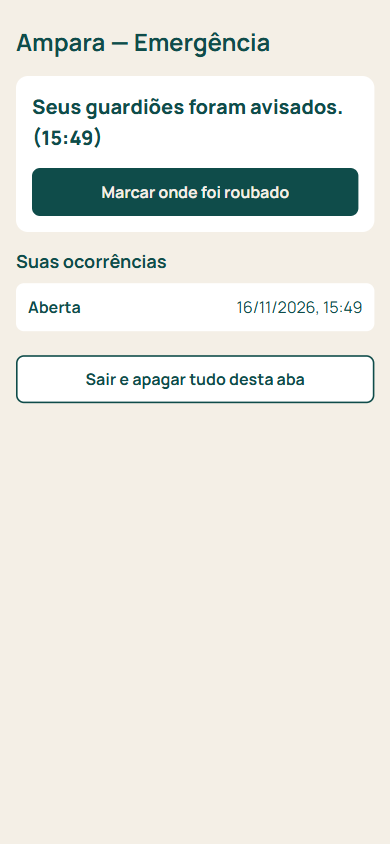 Ampara — Emergência
Seus guardiões foram avisados.
(15:49)
Marcar onde foi roubado
Suas ocorrências
Aberta 16/11/2026, 15:49
Sair e apagar tudo desta aba